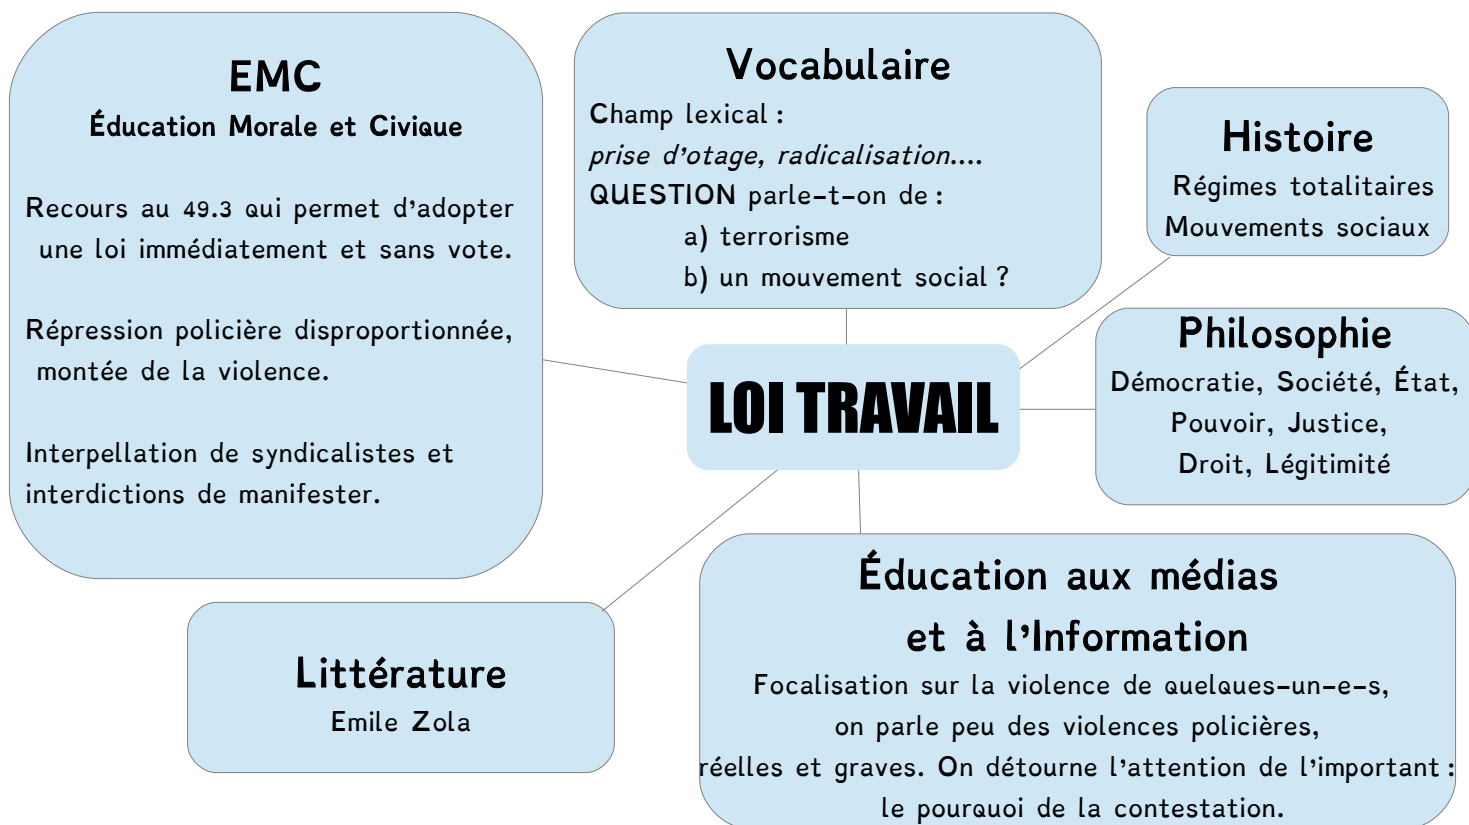 EMC
Éducation Morale et Civique
Recours au 49.3 qui permet d'adopter
une loi immédiatement et sans vote.
Répression policière disproportionnée,
montée de la violence.
Interpellation de syndicalistes et
interdictions de manifester.
Vocabulaire
Champ lexical :
prise d'otage, radicalisation....
QUESTION parle-t-on de :
a) terrorisme
b) un mouvement social ?
Histoire
Régimes totalitaires
Mouvements sociaux
Philosophie
Démocratie, Société, État,
Pouvoir, Justice,
Droit, Légitimité
LOI TRAVAIL
Littérature
Emile Zola
Éducation aux médias
et à l'Information
Focalisation sur la violence de quelques-un-e-s,
on parle peu des violences policières,
réelles et graves. On détourne l'attention de l'important :
le pourquoi de la contestation.